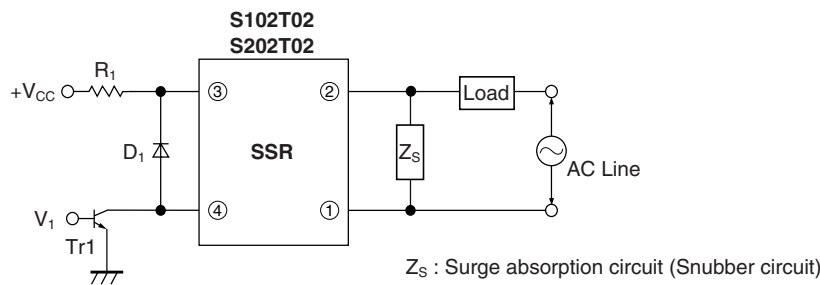 S102T02
S202T02
R1
+VCC
③
②
Load
D1
SSR
ZS
AC Line
V1
④
①
Tr1
ZS : Surge absorption circuit (Snubber circuit)